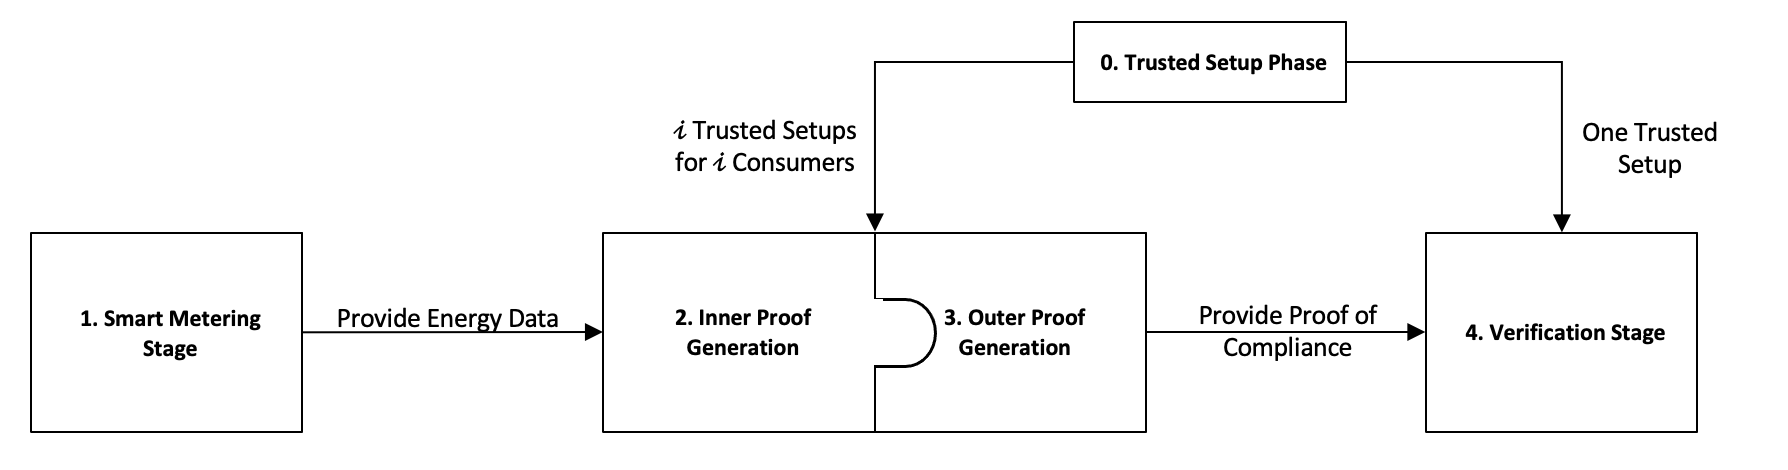 0. Trusted Setup Phase
𝒾 Trusted Setups
for 𝒾 Consumers
One Trusted
Setup
1. Smart Metering
Stage
Provide Energy Data
2. Inner Proof
Generation
3. Outer Proof
Generation
Provide Proof of
Compliance
4. Verification Stage